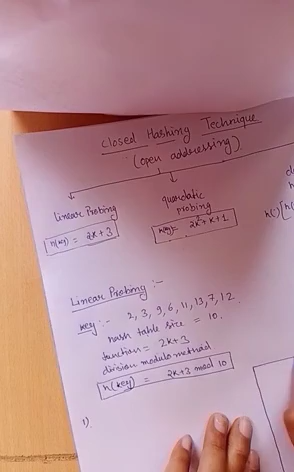 Closed Hashing Technique
(open addressing)
linear Probing
h(key) = 2k+3
quardatic
probing
h(key)= 2k²+k+1
Linear Probing :-
key :- 2, 3, 9, 6, 11, 13, 7, 12
hash table size = 10.
function = 2k+3
division modulo method
h(key) = 2k+3 mod 10
1)